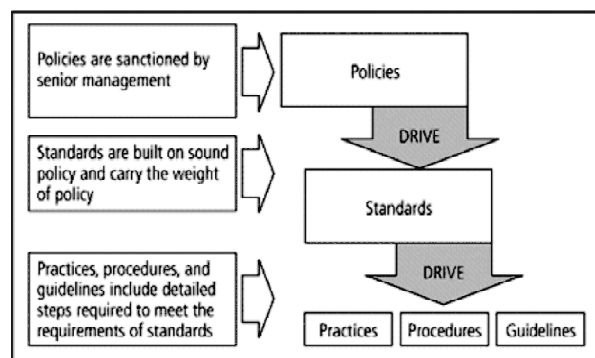 Policies are sanctioned by
senior management
Policies
DRIVE
Standards are built on sound
policy and carry the weight
of policy
Standards
DRIVE
Practices, procedures, and
guidelines include detailed
steps required to meet the
requirements of standards
Practices
Procedures
Guidelines